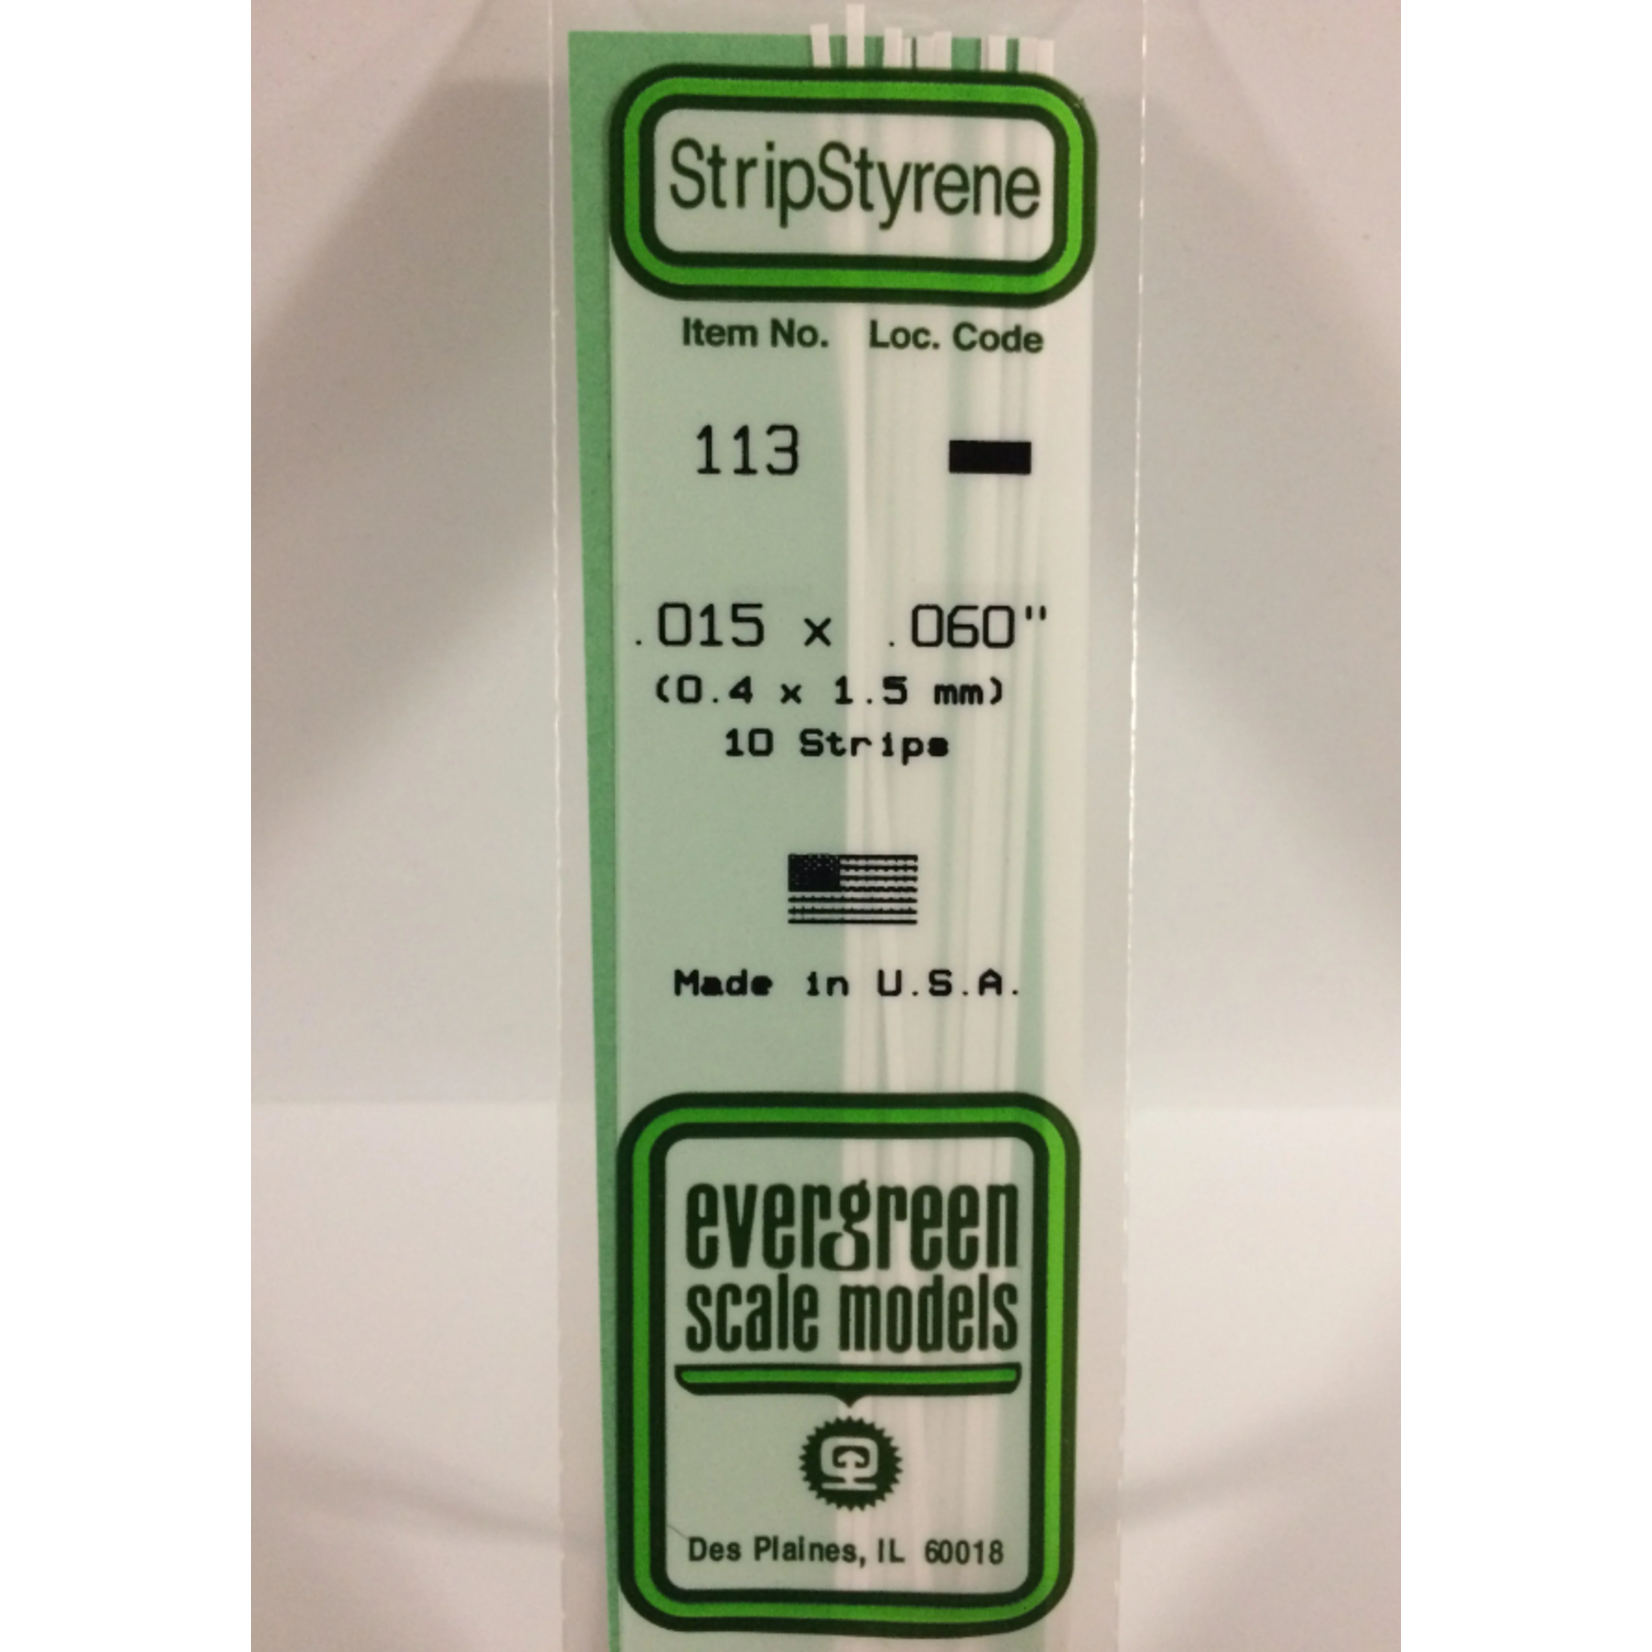 StripStyrene
Item No. Loc. Code
113
.015 x .060"
(0.4 x 1.5 mm)
10 Strips
Made in U.S.A.
evergreen
scale models
Des Plaines, IL 60018